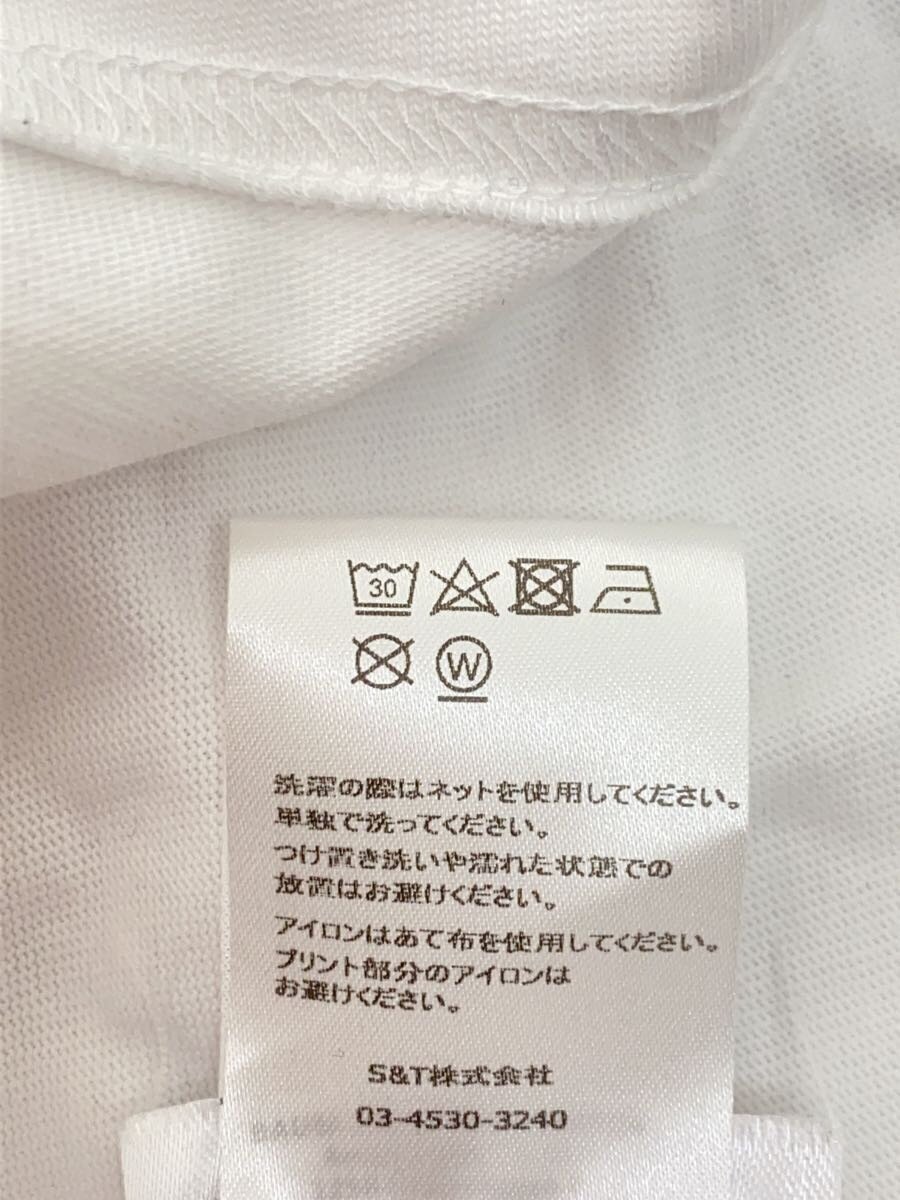 30
W
洗濯の際はネットを使用してください。
単独で洗ってください。
つけ置き洗いや濡れた状態での
放置はお避けください。
アイロンはあて布を使用してください。
プリント部分のアイロンは
お避けください。
S&T株式会社
03-4530-3240